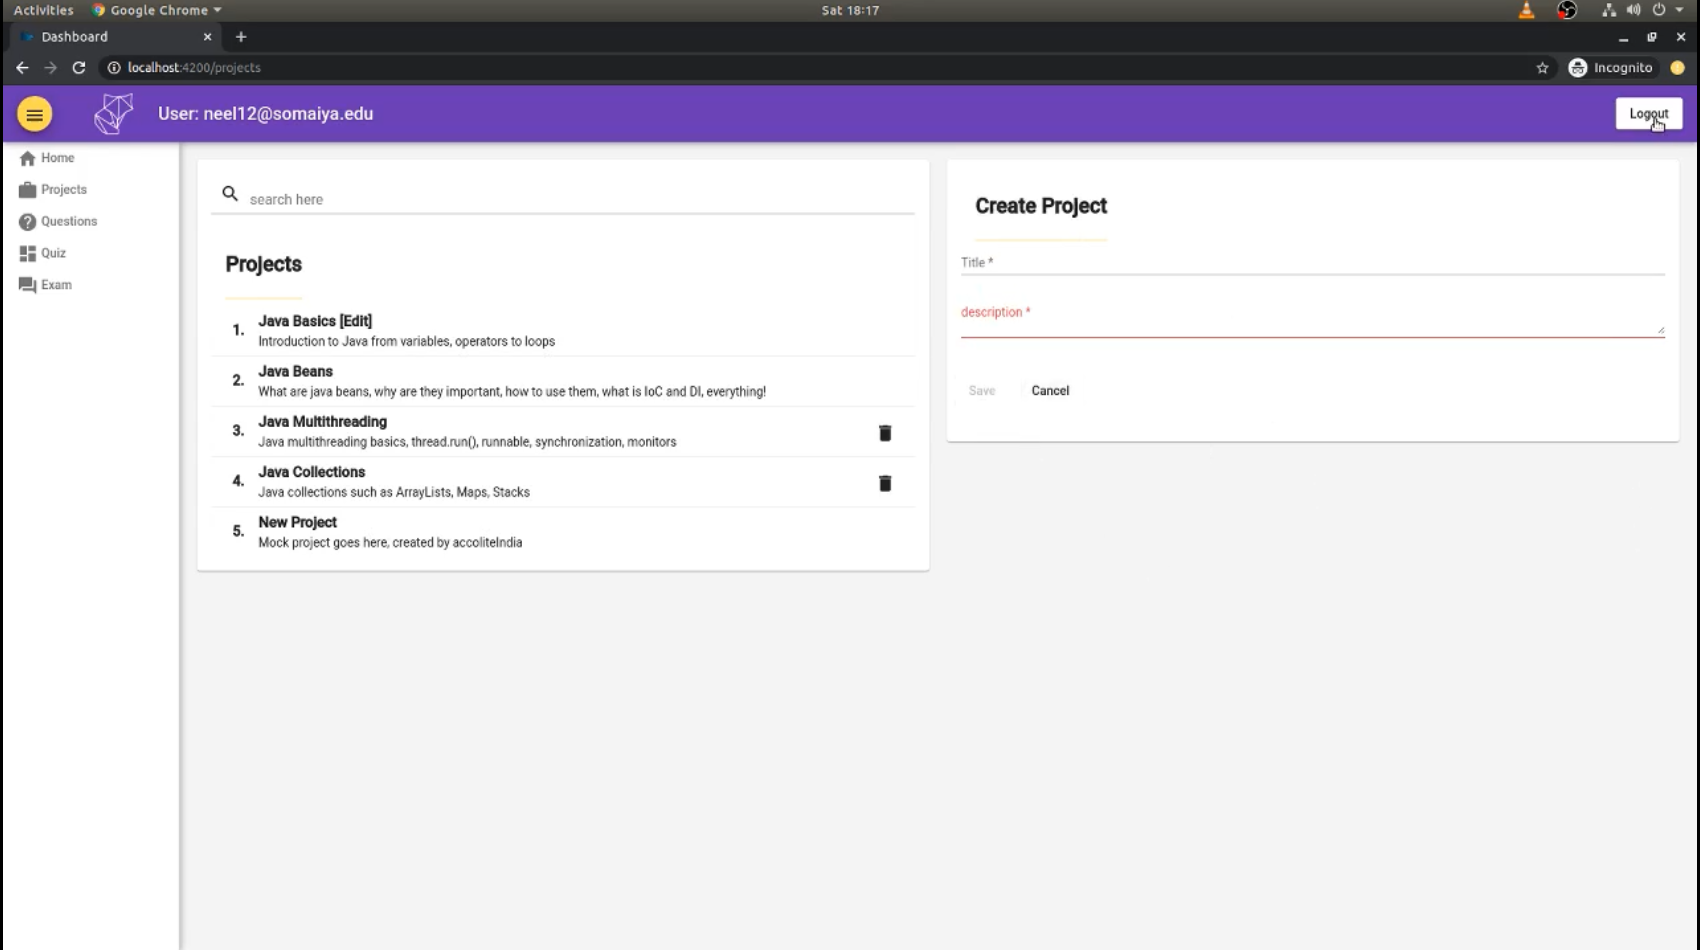 Activities
Google Chrome
Sat 18:17
Dashboard
localhost:4200/projects
Incognito
User: neel12@somaiya.edu
Logout
Home
Projects
Questions
Quiz
Exam
search here
Projects
1.
Java Basics [Edit]
Introduction to Java from variables, operators to loops
2.
Java Beans
What are java beans, why are they important, how to use them, what is IoC and DI, everything!
3.
Java Multithreading
Java multithreading basics, thread.run(), runnable, synchronization, monitors
4.
Java Collections
Java collections such as ArrayLists, Maps, Stacks
5.
New Project
Mock project goes here, created by accoliteIndia
Create Project
Title *
description *
Save
Cancel